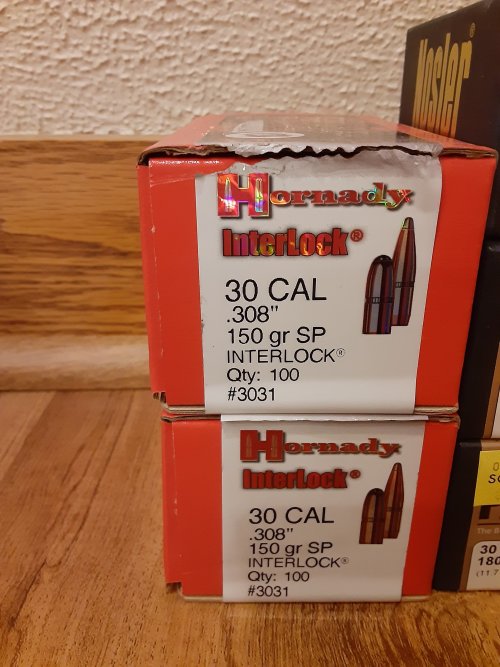 Nosler
Hornady
InterLock®
30 CAL
.308"
150 gr SP
INTERLOCK®
Qty: 100
#3031
Hornady
InterLock®
30 CAL
.308"
150 gr SP
INTERLOCK®
Qty: 100
#3031
30
180